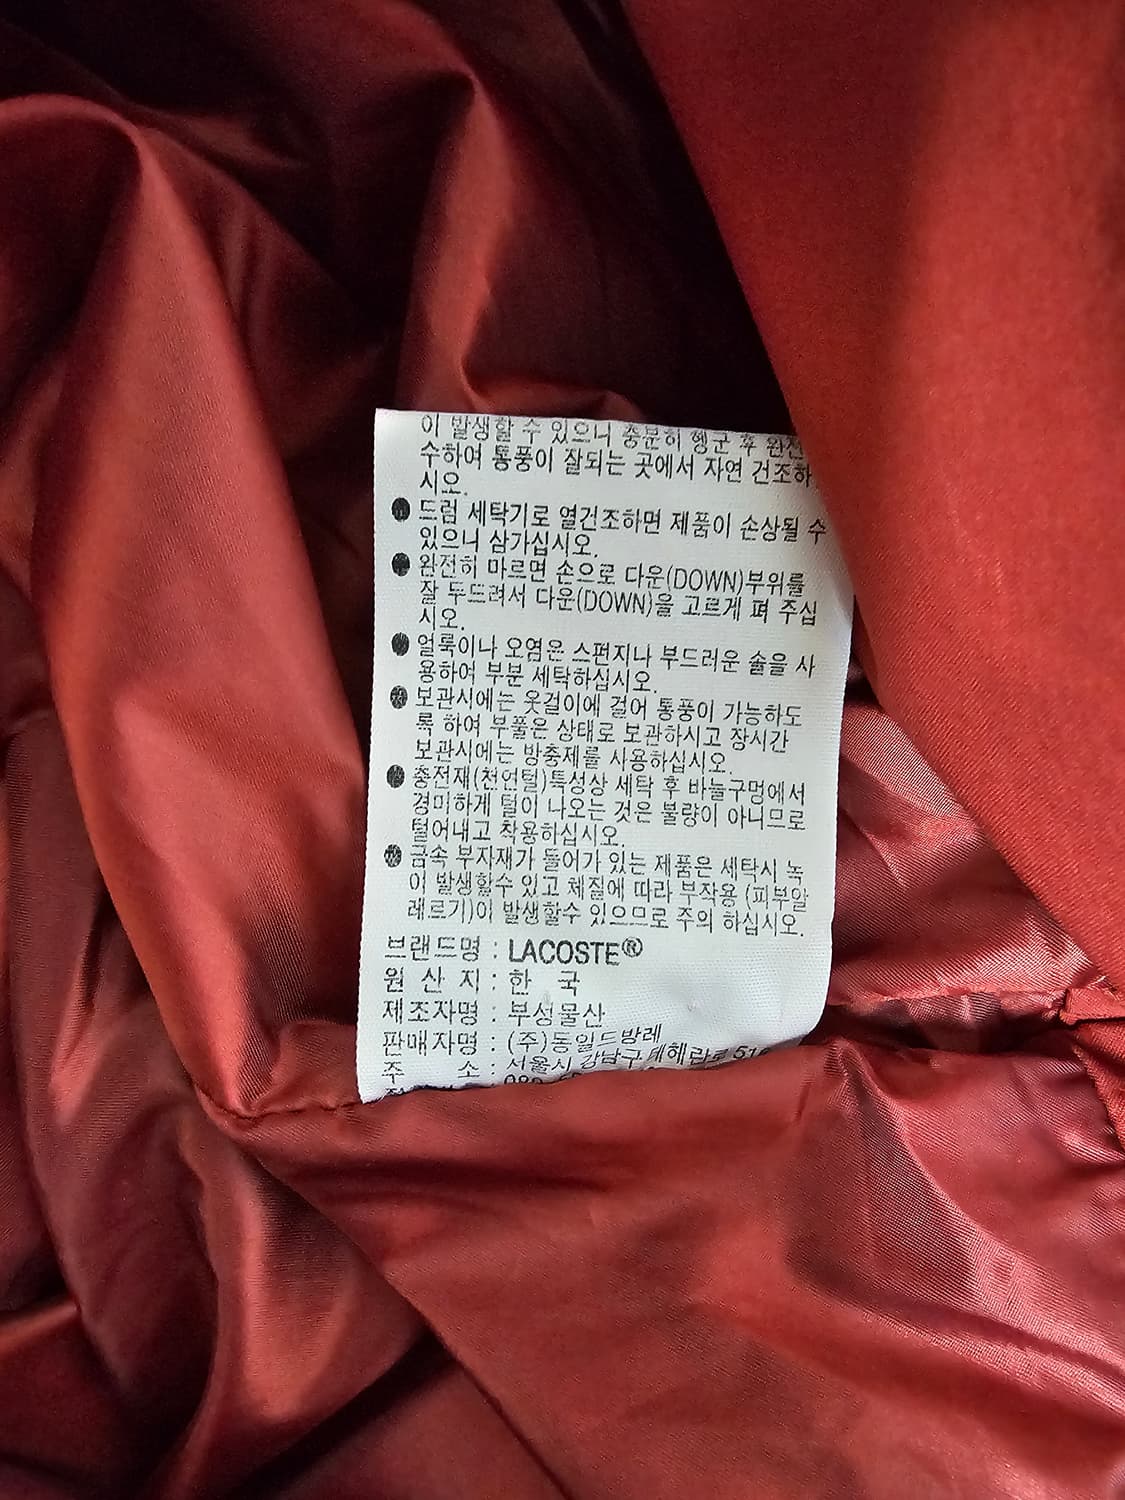 이 발생할 수 있으니 충분히 헹군 후 완전
수하여 통풍이 잘되는 곳에서 자연 건조하
시오.
● 드럼 세탁기로 열건조하면 제품이 손상될 수
있으니 삼가십시오.
● 완전히 마르면 손으로 다운(DOWN)부위를
잘 두드려서 다운(DOWN)을 고르게 펴 주십
시오.
● 얼룩이나 오염은 스펀지나 부드러운 솔을 사
용하여 부분 세탁하십시오.
● 보관시에는 옷걸이에 걸어 통풍이 가능하도
록 하여 부풀은 상태로 보관하시고 장시간
보관시에는 방충제를 사용하십시오.
● 충전재(천연털)특성상 세탁 후 바늘구멍에서
경미하게 털이 나오는 것은 불량이 아니므로
털어내고 착용하십시오.
● 금속 부자재가 들어가 있는 제품은 세탁시 녹
이 발생할수 있고 체질에 따라 부작용 (피부알
레르기)이 발생할수 있으므로 주의 하십시오.
브랜드명 : LACOSTE®
원 산 지 : 한 국
제조자명 : 부성물산
판매자명 : (주)동일드방레
주 소 : 서울시 강남구 테헤란로 516
080